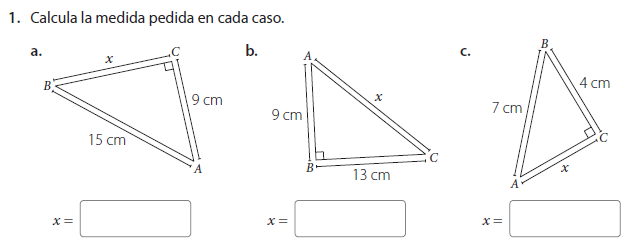 1. Calcula la medida pedida en cada caso.
a.
B
x
C
9 cm
15 cm
A
x =
b.
A
9 cm
x
B
13 cm
C
x =
c.
B
4 cm
7 cm
C
x
A
x =